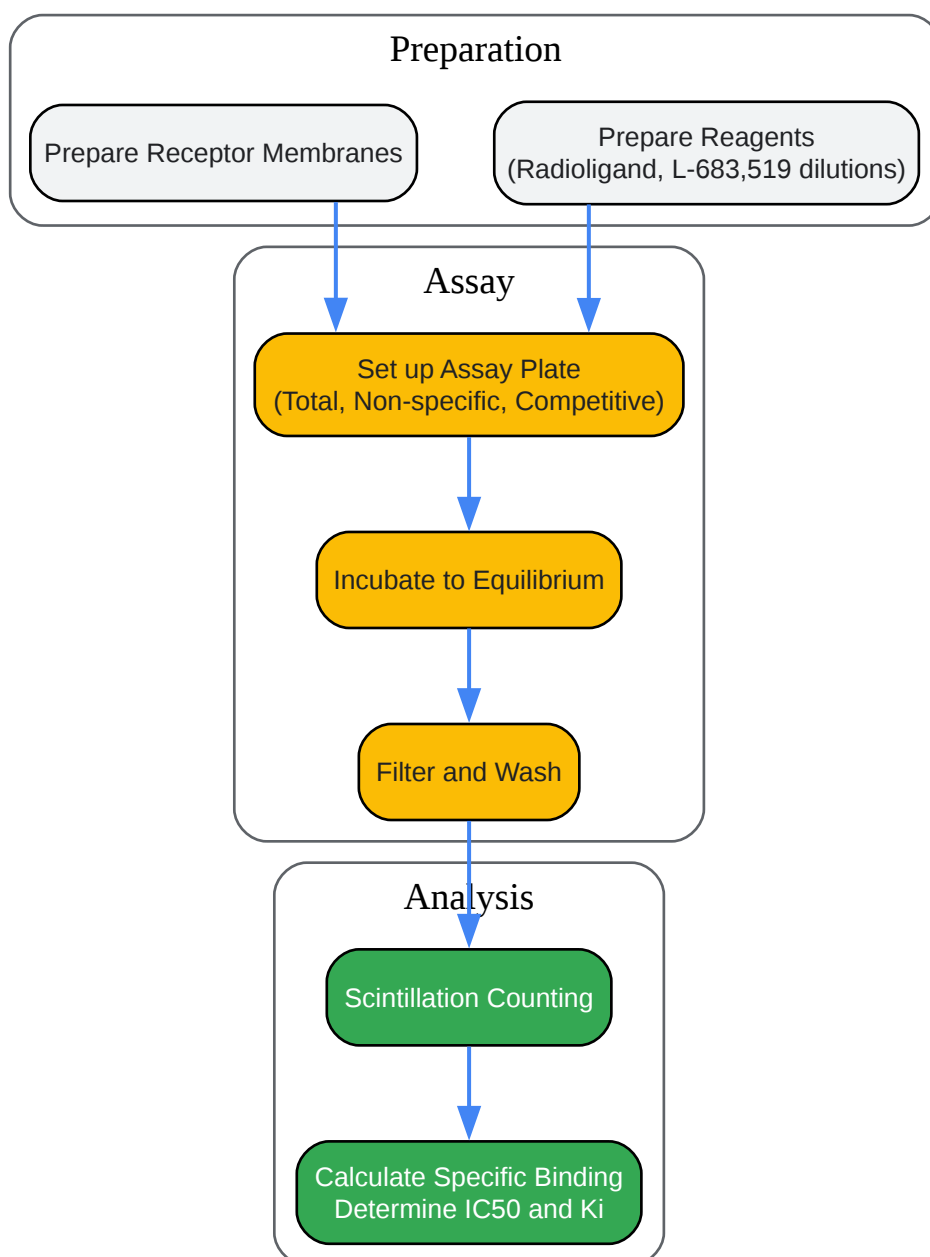 Preparation
Prepare Receptor Membranes
Prepare Reagents
(Radioligand, L-683,519 dilutions)
Assay
Set up Assay Plate
(Total, Non-specific, Competitive)
Incubate to Equilibrium
Filter and Wash
Analysis
Scintillation Counting
Calculate Specific Binding
Determine IC50 and Ki